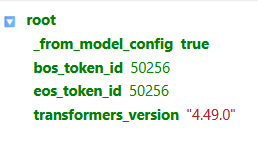 root
_from_model_config true
bos_token_id 50256
eos_token_id 50256
transformers_version "4.49.0"